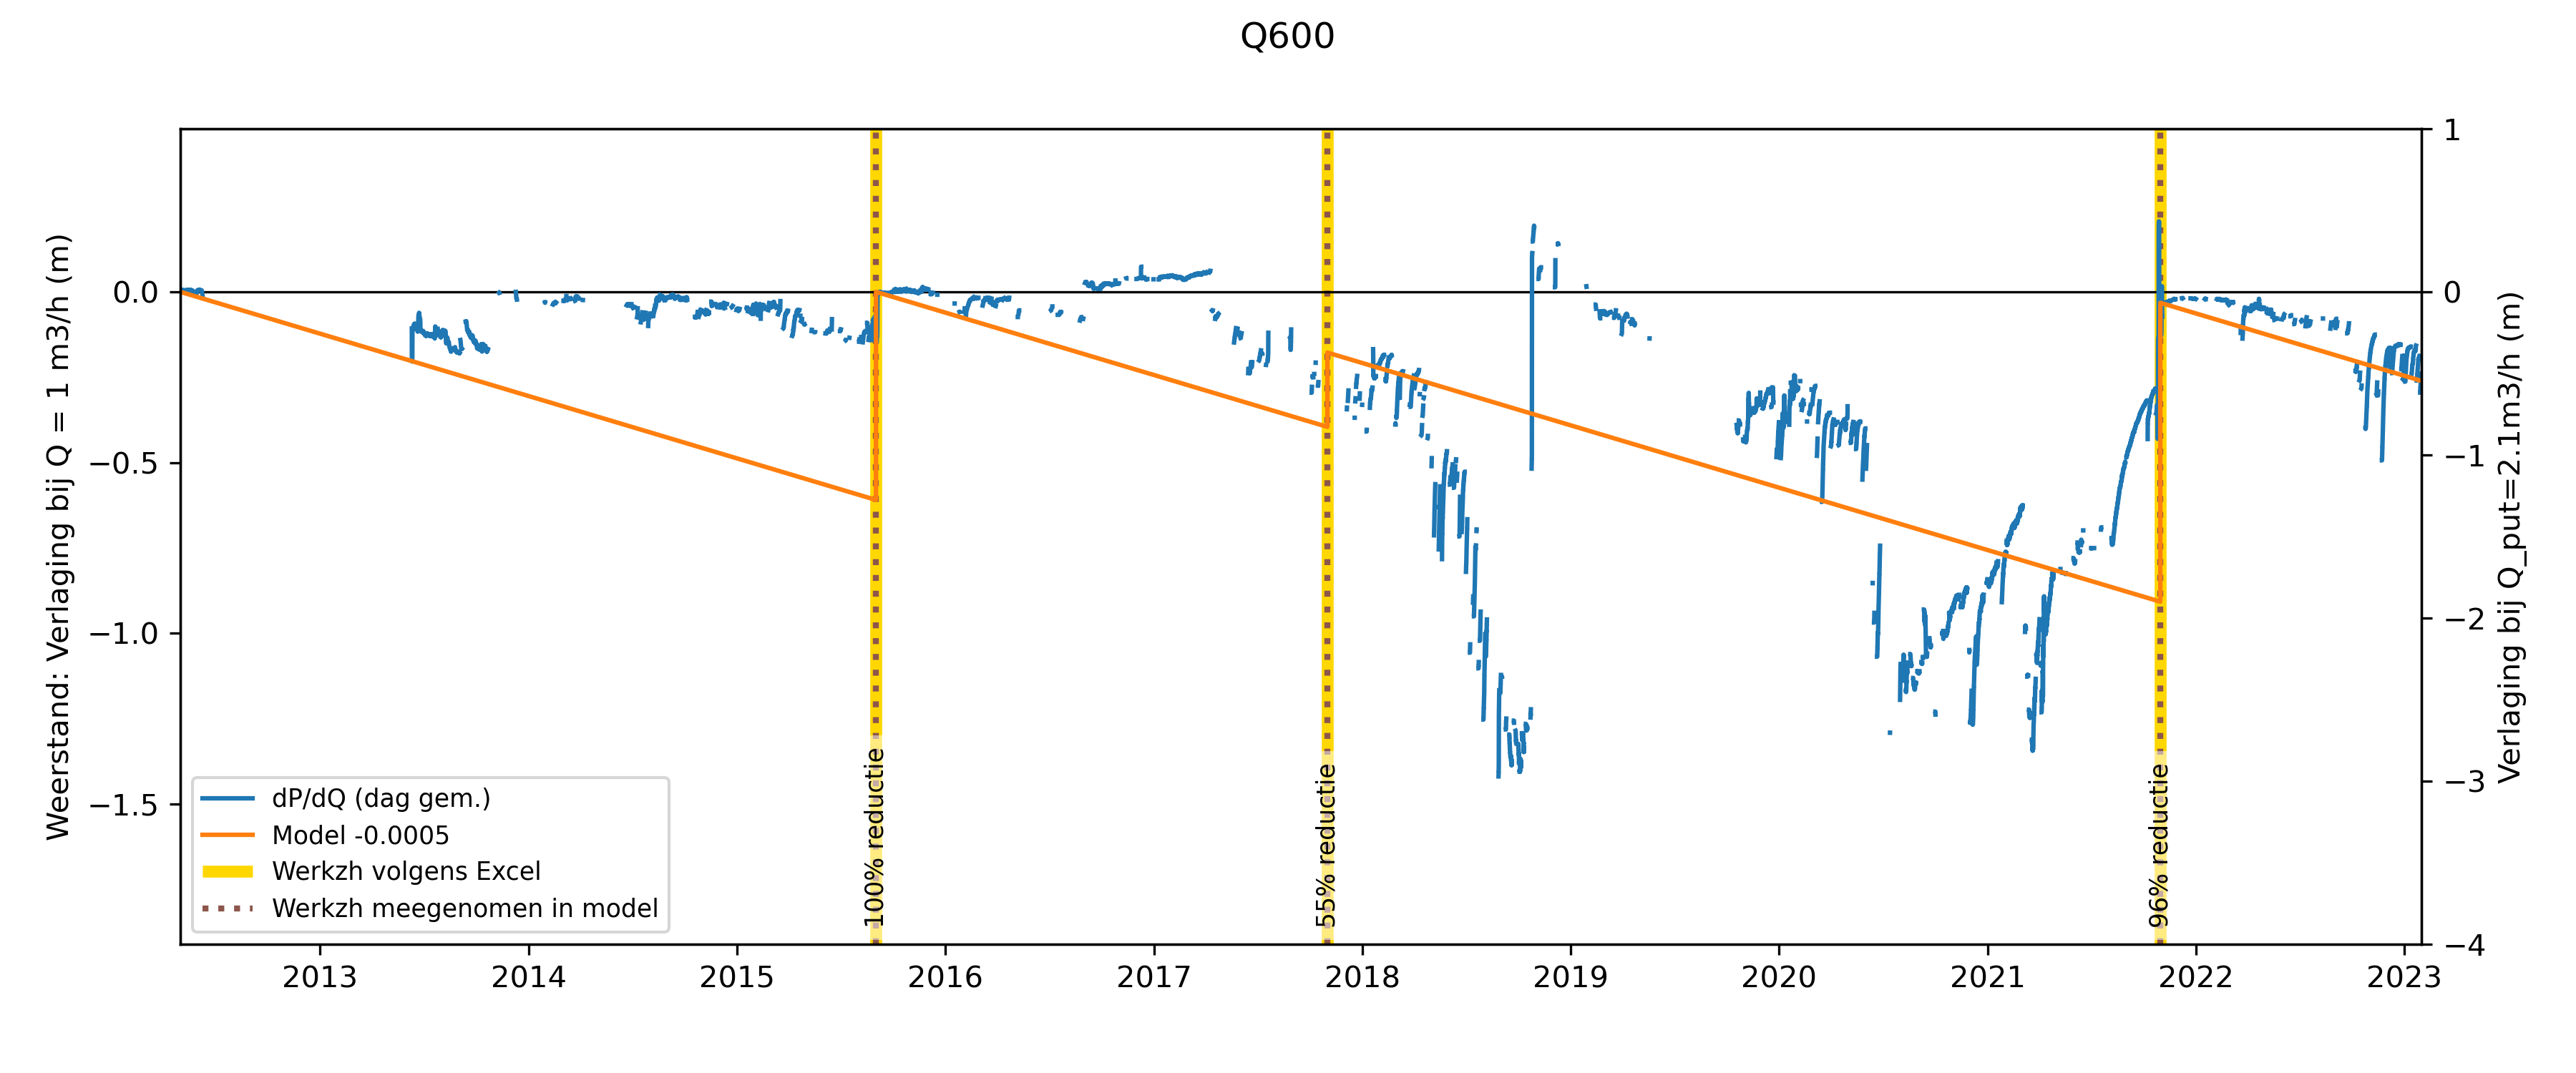 Q600
Weerstand: Verlaging bij Q = 1 m3/h (m)
0.0
−0.5
−1.0
−1.5
1
0
−1
−2
−3
−4
Verlaging bij Q_put=2.1m3/h (m)
100% reductie
55% reductie
96% reductie
dP/dQ (dag gem.)
Model -0.0005
Werkzh volgens Excel
Werkzh meegenomen in model
2013 2014 2015 2016 2017 2018 2019 2020 2021 2022 2023